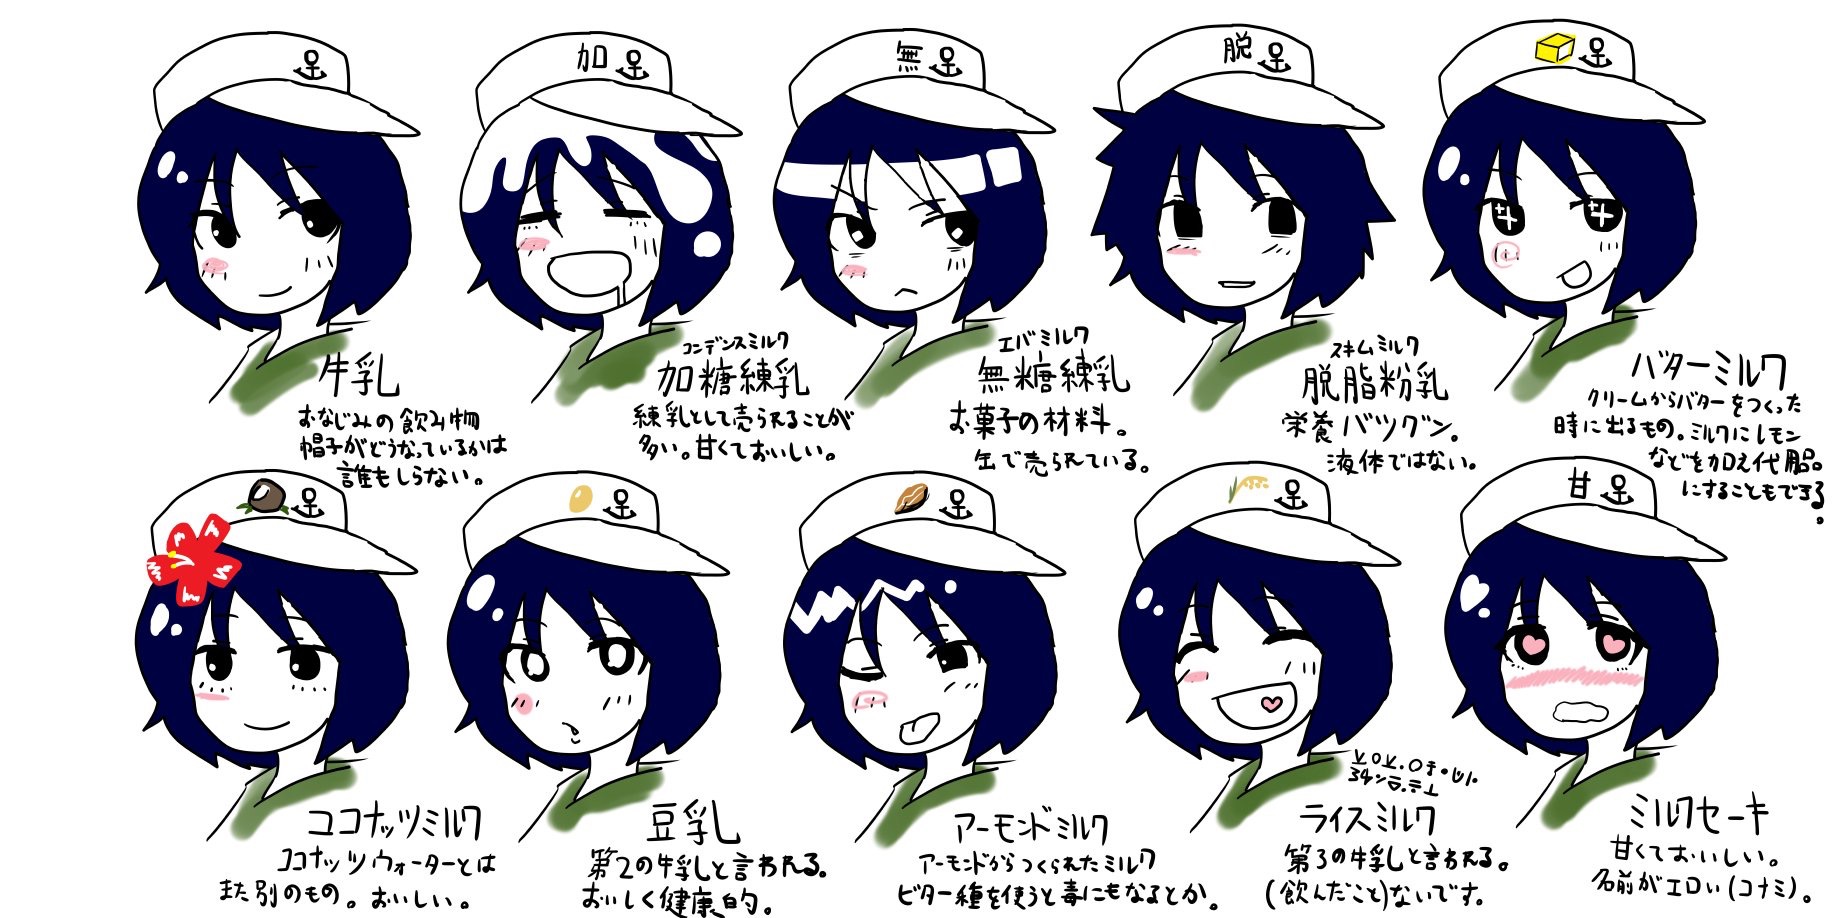 加
無
脱
牛乳
おなじみの飲み物
帽子がどうなっているかは
誰もしらない。
コンデンスミルク
加糖練乳
練乳として売られることが
多い。甘くておいしい。
エバミルク
無糖練乳
お菓子の材料。
缶で売られている。
スキムミルク
脱脂粉乳
栄養バツグン。
液体ではない。
バターミルク
クリームからバターをつくった
時に出るもの。ミルクにレモン
などを加え代用品
にすることもできる
。
甘
ココナッツミルク
ココナッツウォーターとは
また別のもの。おいしい。
豆乳
第2の牛乳と言われる。
おいしく健康的。
アーモンドミルク
アーモンドからつくられたミルク
ビター種を使うと毒にもなるとか。
ライスミルク
第3の牛乳と言われる。
(飲んだこと)ないです。
ミルクセーキ
甘くておいしい。
名前がエロい(コナミ)。